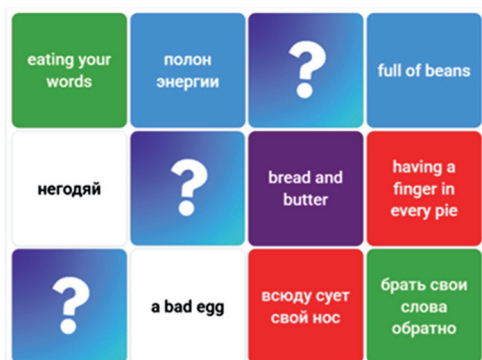 eating your
words
полон
энергии
?
full of beans
негодяй
?
bread and
butter
having a
finger in
every pie
?
a bad egg
всюду сует
свой нос
брать свои
слова
обратно